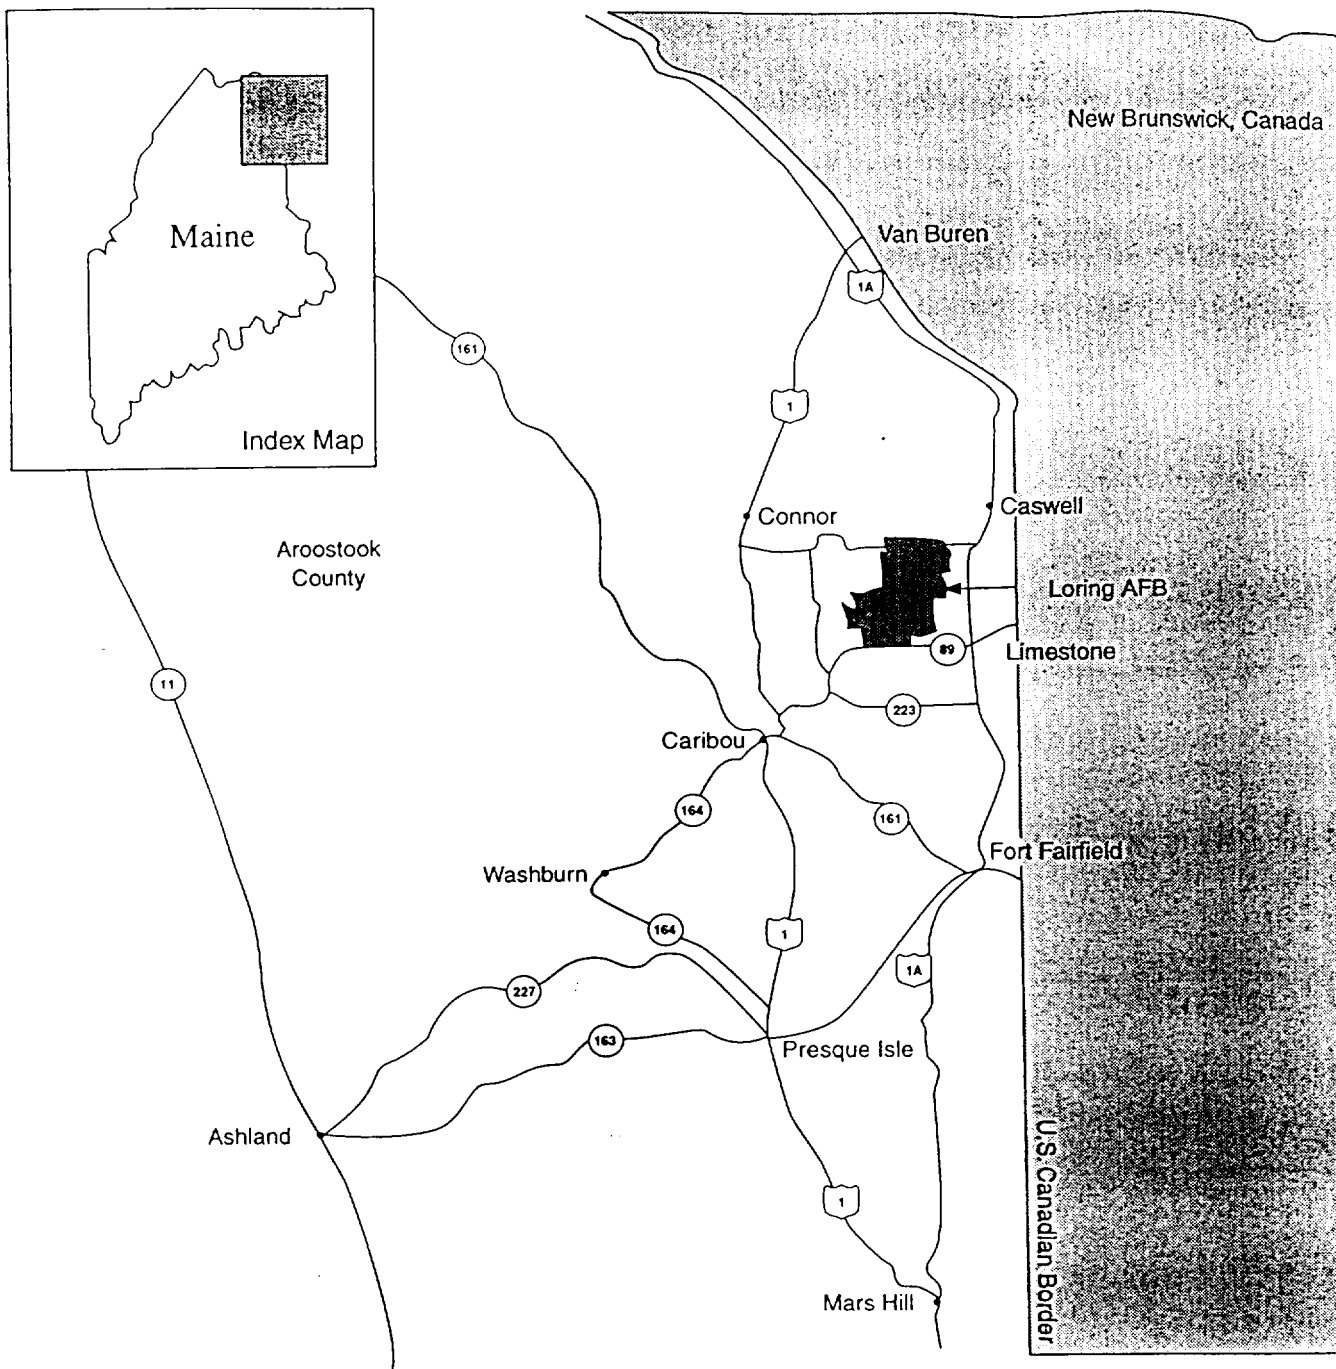 New Brunswick, Canada
Maine
Index Map
Van Buren
1A
161
1
Connor
Caswell
Aroostook
County
Loring AFB
89
Limestone
11
223
Caribou
164
161
Washburn
Fort Fairfield
164
1
1A
227
163
Presque Isle
Ashland
U.S. Canadian Border
1
Mars Hill